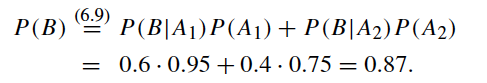 P(B) (6.9)= P(B|A₁)P(A₁) + P(B|A₂)P(A₂)
= 0.6 · 0.95 + 0.4 · 0.75 = 0.87.